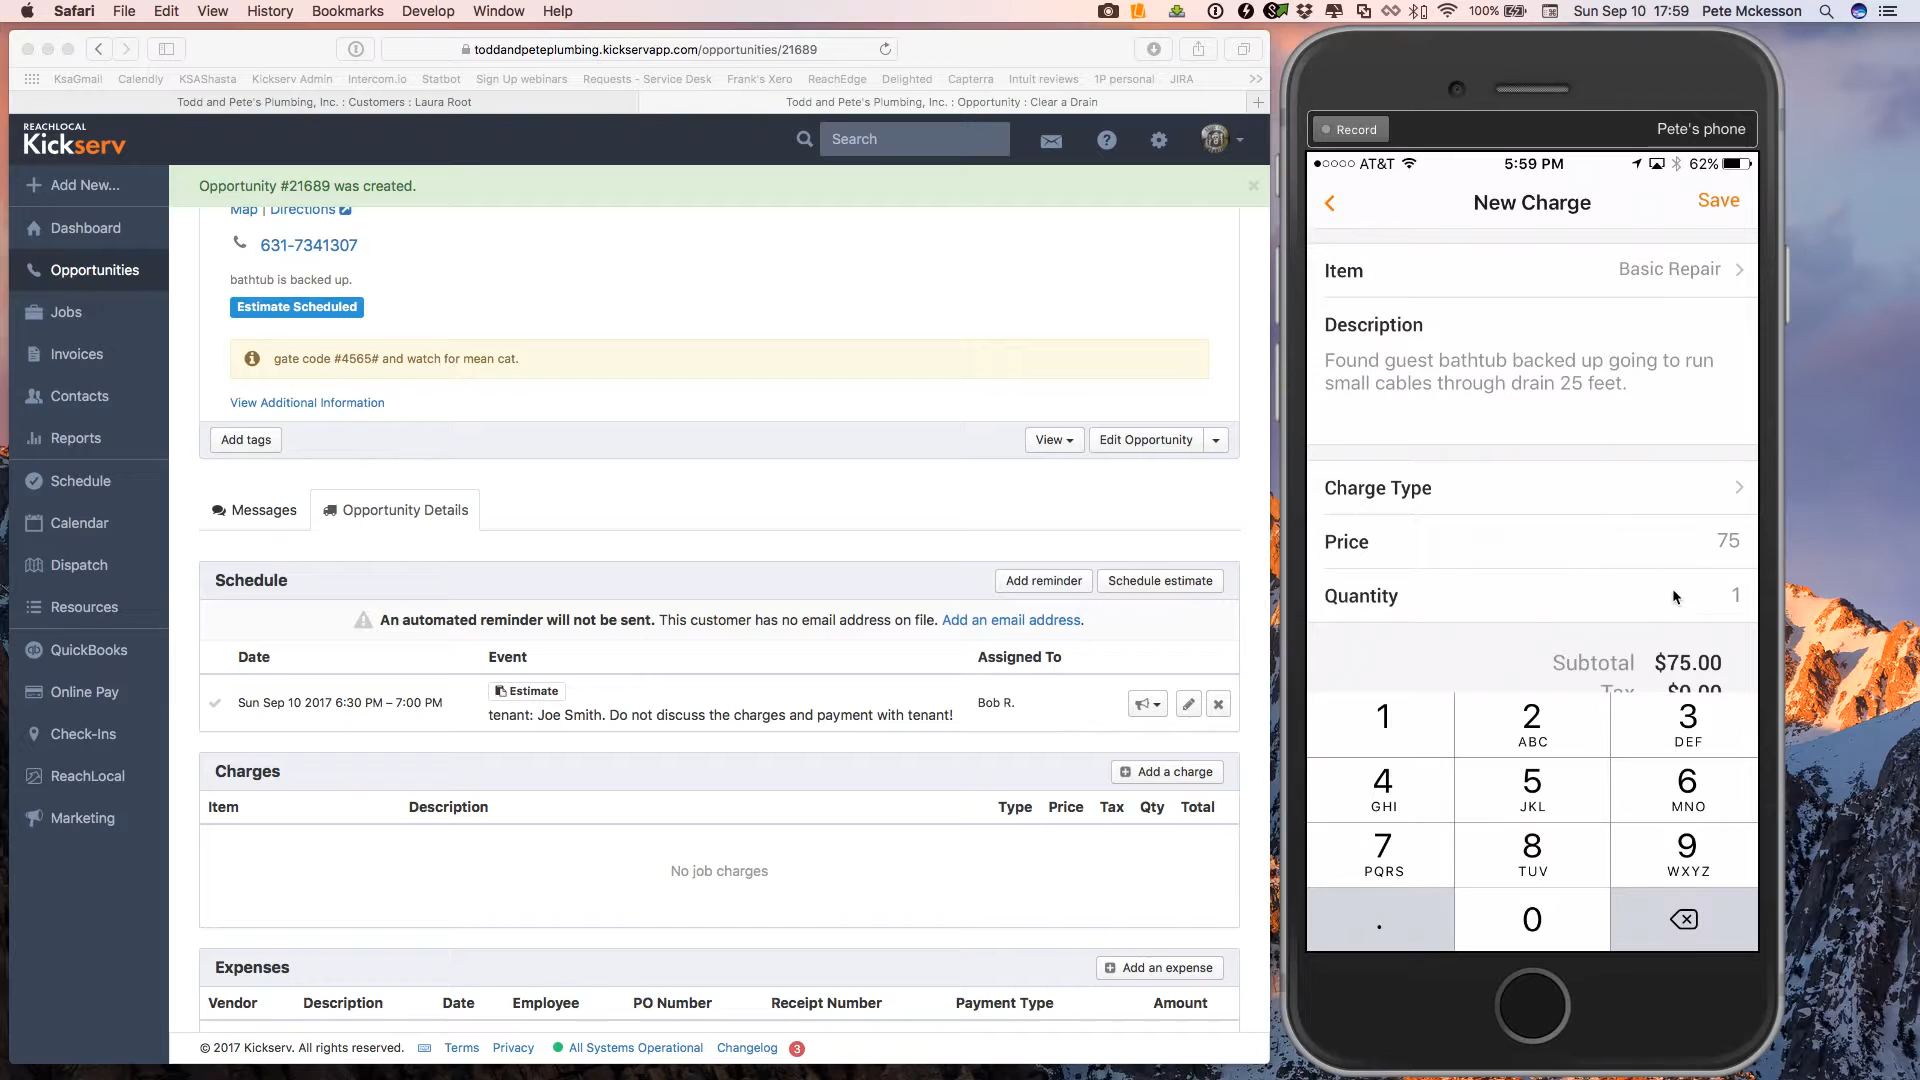 Safari File Edit View History Bookmarks Develop Window Help
100% Sun Sep 10 17:59 Pete Mckesson
toddandpeteplumbing.kickservapp.com/opportunities/21689
KsaGmail Calendly KSAShasta Kickserv Admin Intercom.io Statbot Sign Up webinars Requests - Service Desk Frank's Xero ReachEdge Delighted Capterra Intuit reviews 1P personal JIRA >>
Todd and Pete's Plumbing, Inc. : Customers : Laura Root
Todd and Pete's Plumbing, Inc. : Opportunity : Clear a Drain
REACHLOCAL
Kickserv
Search
Add New...
Dashboard
Opportunities
Jobs
Invoices
Contacts
Reports
Schedule
Calendar
Dispatch
Resources
QuickBooks
Online Pay
Check-Ins
ReachLocal
Marketing
Opportunity #21689 was created.
Map | Directions
631-7341307
bathtub is backed up.
Estimate Scheduled
gate code #4565# and watch for mean cat.
View Additional Information
Add tags
View
Edit Opportunity
Messages
Opportunity Details
Schedule
Add reminder
Schedule estimate
An automated reminder will not be sent. This customer has no email address on file. Add an email address.
Date Event Assigned To
Estimate
Sun Sep 10 2017 6:30 PM – 7:00 PM
tenant: Joe Smith. Do not discuss the charges and payment with tenant!
Bob R.
Charges
Add a charge
Item Description Type Price Tax Qty Total
No job charges
Expenses
Add an expense
Vendor Description Date Employee PO Number Receipt Number Payment Type Amount
© 2017 Kickserv. All rights reserved. Terms Privacy All Systems Operational Changelog 3
Record
Pete's phone
AT&T 5:59 PM 62%
New Charge
Save
Item Basic Repair
Description
Found guest bathtub backed up going to run
small cables through drain 25 feet.
Charge Type
Price 75
Quantity 1
Subtotal $75.00
Tax $0.00
1 2 3
ABC DEF
4 5 6
GHI JKL MNO
7 8 9
PQRS TUV WXYZ
. 0